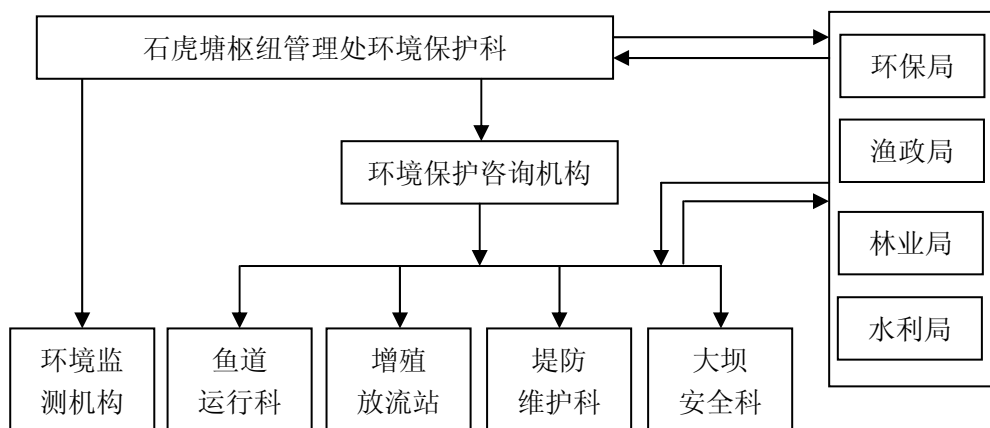 石虎塘枢纽管理处环境保护科
环保局
渔政局
环境保护咨询机构
林业局
水利局
环境监
测机构
鱼道
运行科
增殖
放流站
堤防
维护科
大坝
安全科